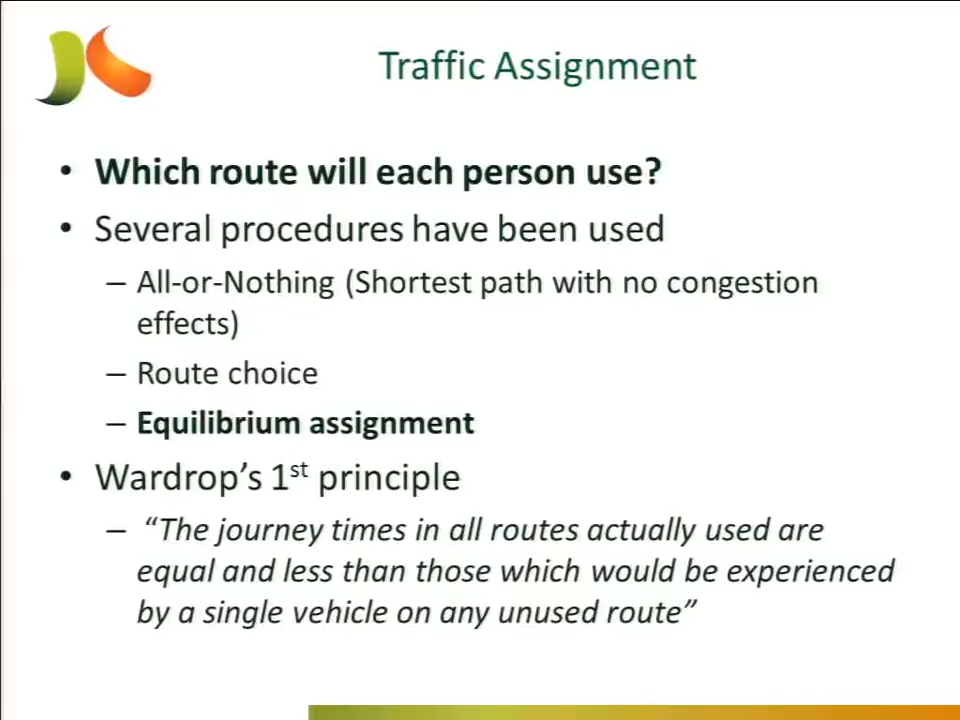 Traffic Assignment
• Which route will each person use?
• Several procedures have been used
– All-or-Nothing (Shortest path with no congestion
effects)
– Route choice
– Equilibrium assignment
• Wardrop’s 1st principle
– “The journey times in all routes actually used are
equal and less than those which would be experienced
by a single vehicle on any unused route”